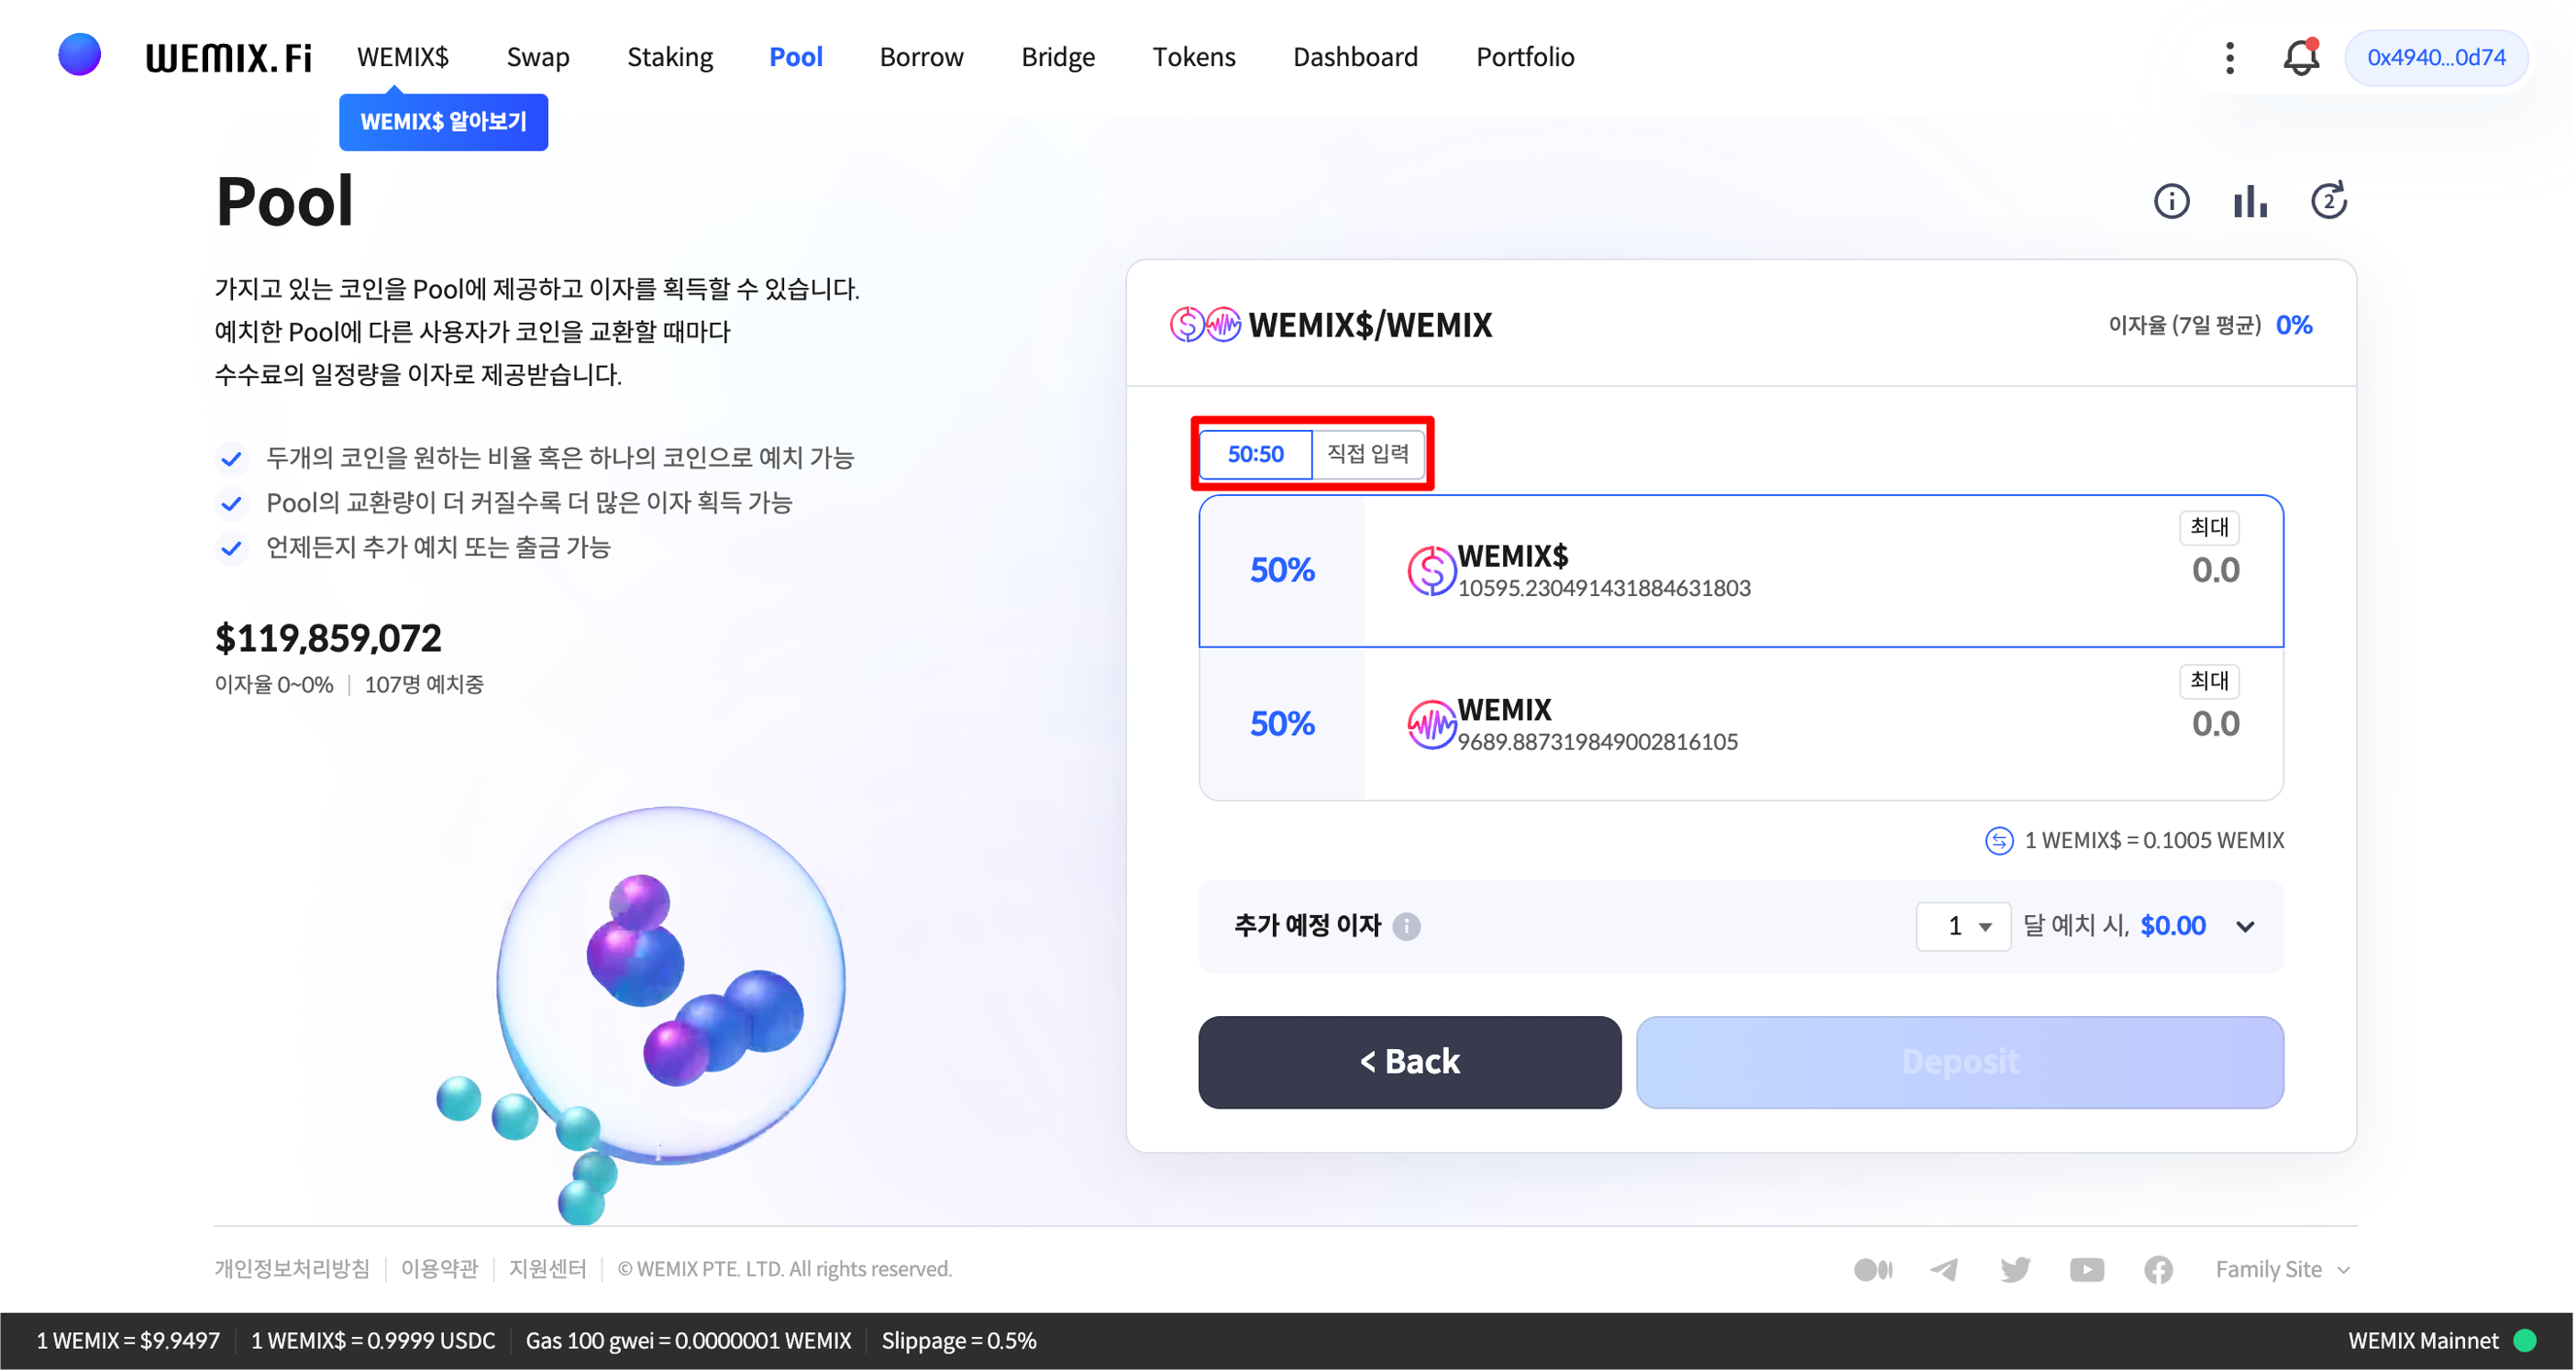 WEMIX.Fi
WEMIX$ Swap Staking Pool Borrow Bridge Tokens Dashboard Portfolio
0x4940...0d74
WEMIX$ 알아보기
Pool
2
가지고 있는 코인을 Pool에 제공하고 이자를 획득할 수 있습니다.
예치한 Pool에 다른 사용자가 코인을 교환할 때마다
수수료의 일정량을 이자로 제공받습니다.
두개의 코인을 원하는 비율 혹은 하나의 코인으로 예치 가능
Pool의 교환량이 더 커질수록 더 많은 이자 획득 가능
언제든지 추가 예치 또는 출금 가능
$119,859,072
이자율 0~0% | 107명 예치중
WEMIX$/WEMIX
이자율 (7일 평균) 0%
50:50 직접 입력
최대
50% WEMIX$ 0.0
10595.230491431884631803
최대
50% WEMIX 0.0
9689.887319849002816105
1 WEMIX$ = 0.1005 WEMIX
추가 예정 이자 1 달 예치 시, $0.00
< Back
Deposit
개인정보처리방침 | 이용약관 | 지원센터 | © WEMIX PTE. LTD. All rights reserved.
Family Site
1 WEMIX = $9.9497 | 1 WEMIX$ = 0.9999 USDC | Gas 100 gwei = 0.0000001 WEMIX | Slippage = 0.5%
WEMIX Mainnet